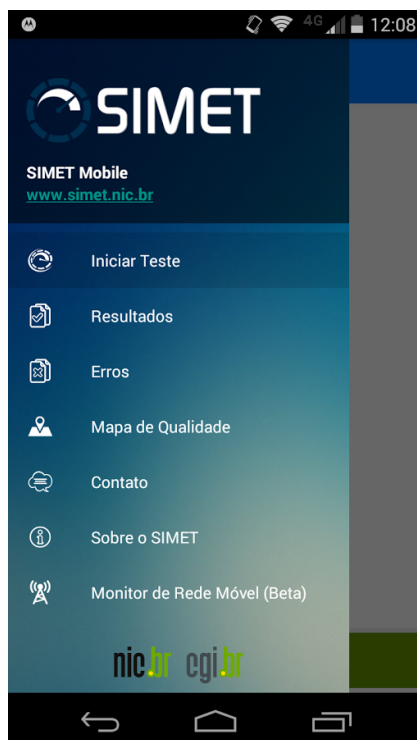 4G 12:08
SIMET
SIMET Mobile
www.simet.nic.br
Iniciar Teste
Resultados
Erros
Mapa de Qualidade
Contato
Sobre o SIMET
Monitor de Rede Móvel (Beta)
nic.br cgi.br